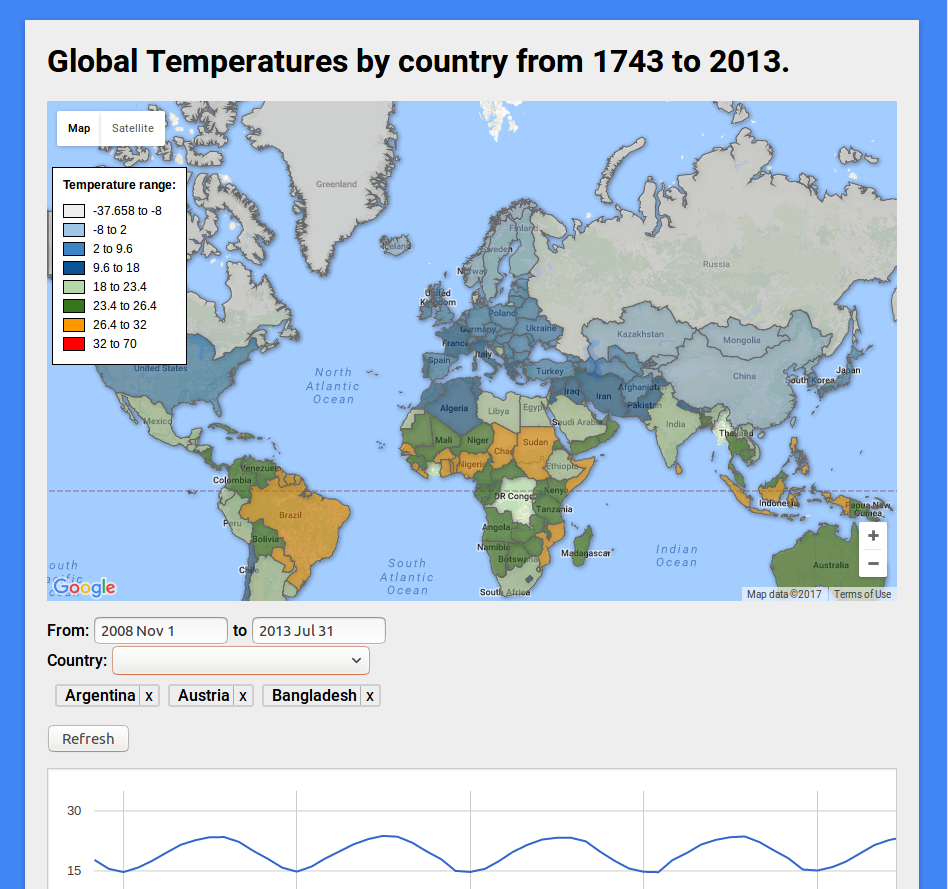 Global Temperatures by country from 1743 to 2013.
Map Satellite
Temperature range:
-37.658 to -8
-8 to 2
2 to 9.6
9.6 to 18
18 to 23.4
23.4 to 26.4
26.4 to 32
32 to 70
Greenland
Iceland
Finland
Sweden
Norway
Russia
United
Kingdom
Poland
Germany
Ukraine
France
Italy
Spain
Turkey
Kazakhstan
Mongolia
China
Japan
South Korea
United States
North
Atlantic
Ocean
Iraq
Iran
Afghanistan
Pakistan
Algeria
Libya
Egypt
Saudi Arabia
India
Thailand
Mexico
Mali
Niger
Chad
Sudan
Nigeria
Ethiopia
Venezuela
Colombia
DR Congo
Kenya
Tanzania
Indonesia
Papua New
Guinea
Peru
Brazil
Bolivia
Angola
Namibia
Botswana
Madagascar
Chile
South
Atlantic
Ocean
Indian
Ocean
Australia
South Africa
outh
acific
cean
Google
+
−
Map data ©2017 Terms of Use
From: 2008 Nov 1 to 2013 Jul 31
Country:
Argentina x Austria x Bangladesh x
Refresh
30
15